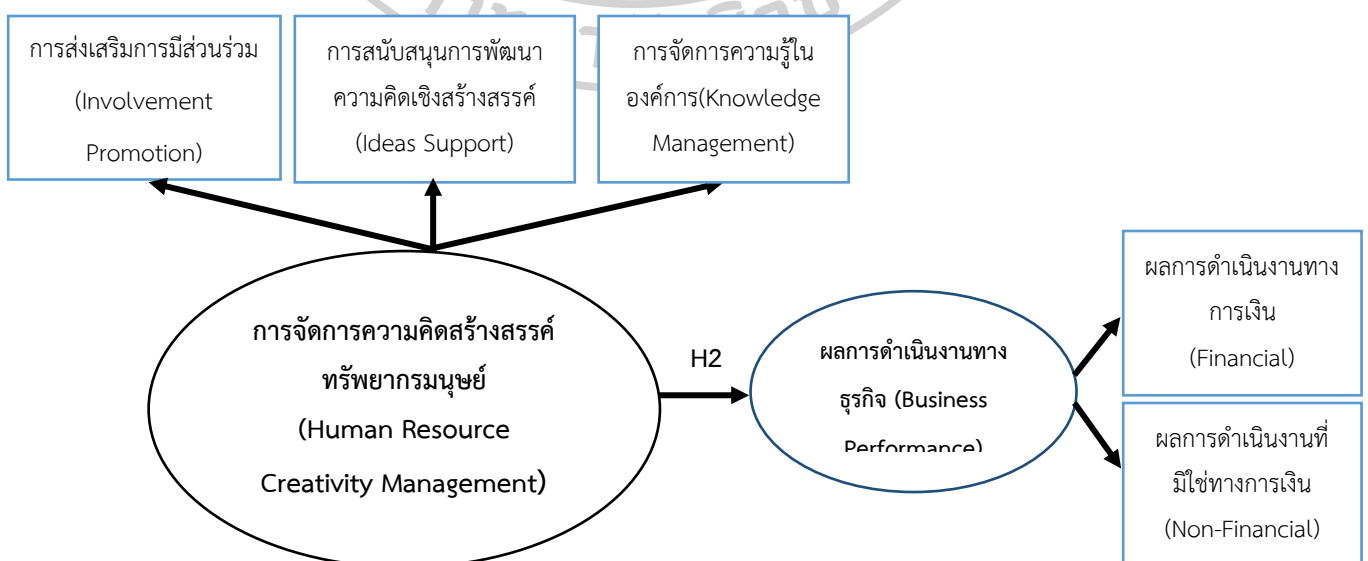 การส่งเสริมการมีส่วนร่วม
(Involvement
Promotion)
การสนับสนุนการพัฒนา
ความคิดเชิงสร้างสรรค์
(Ideas Support)
การจัดการความรู้ใน
องค์การ(Knowledge
Management)
การจัดการความคิดสร้างสรรค์
ทรัพยากรมนุษย์
(Human Resource
Creativity Management)
H2
ผลการดำเนินงานทาง
ธุรกิจ (Business
Performance)
ผลการดำเนินงานทาง
การเงิน
(Financial)
ผลการดำเนินงานที่
มิใช่ทางการเงิน
(Non-Financial)